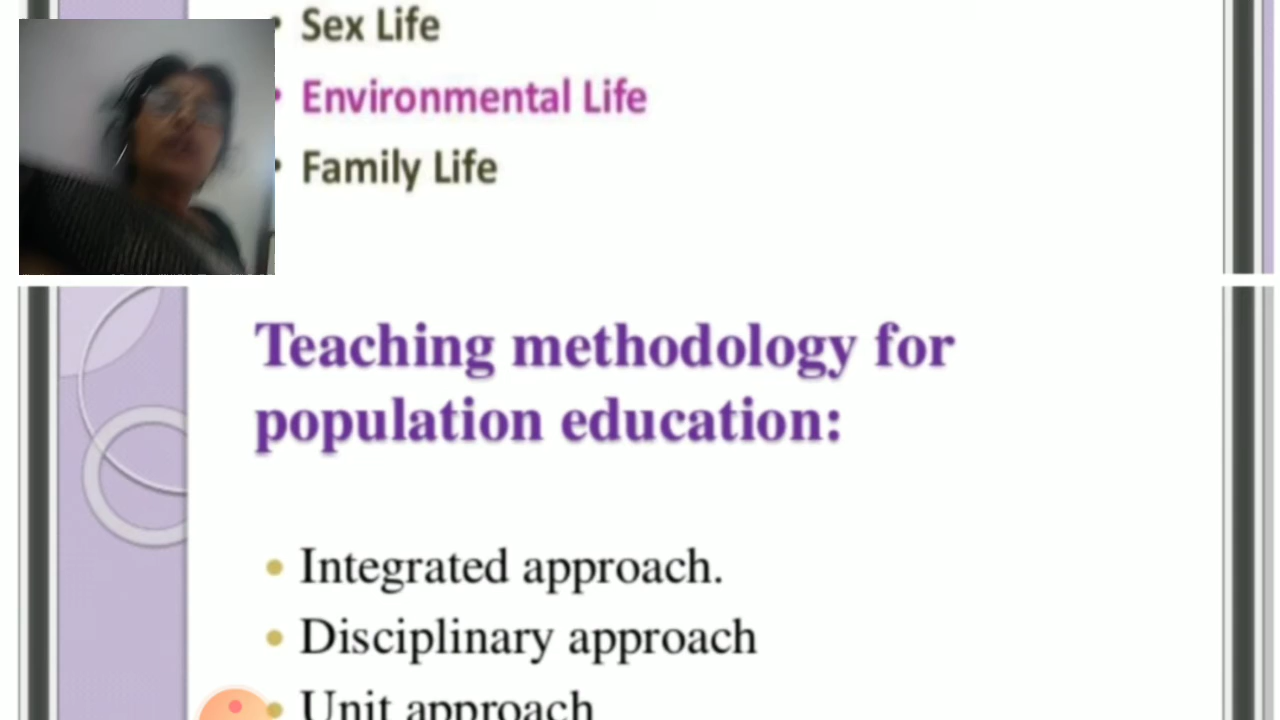 Sex Life
Environmental Life
Family Life
Teaching methodology for
population education:
Integrated approach.
Disciplinary approach
Unit approach